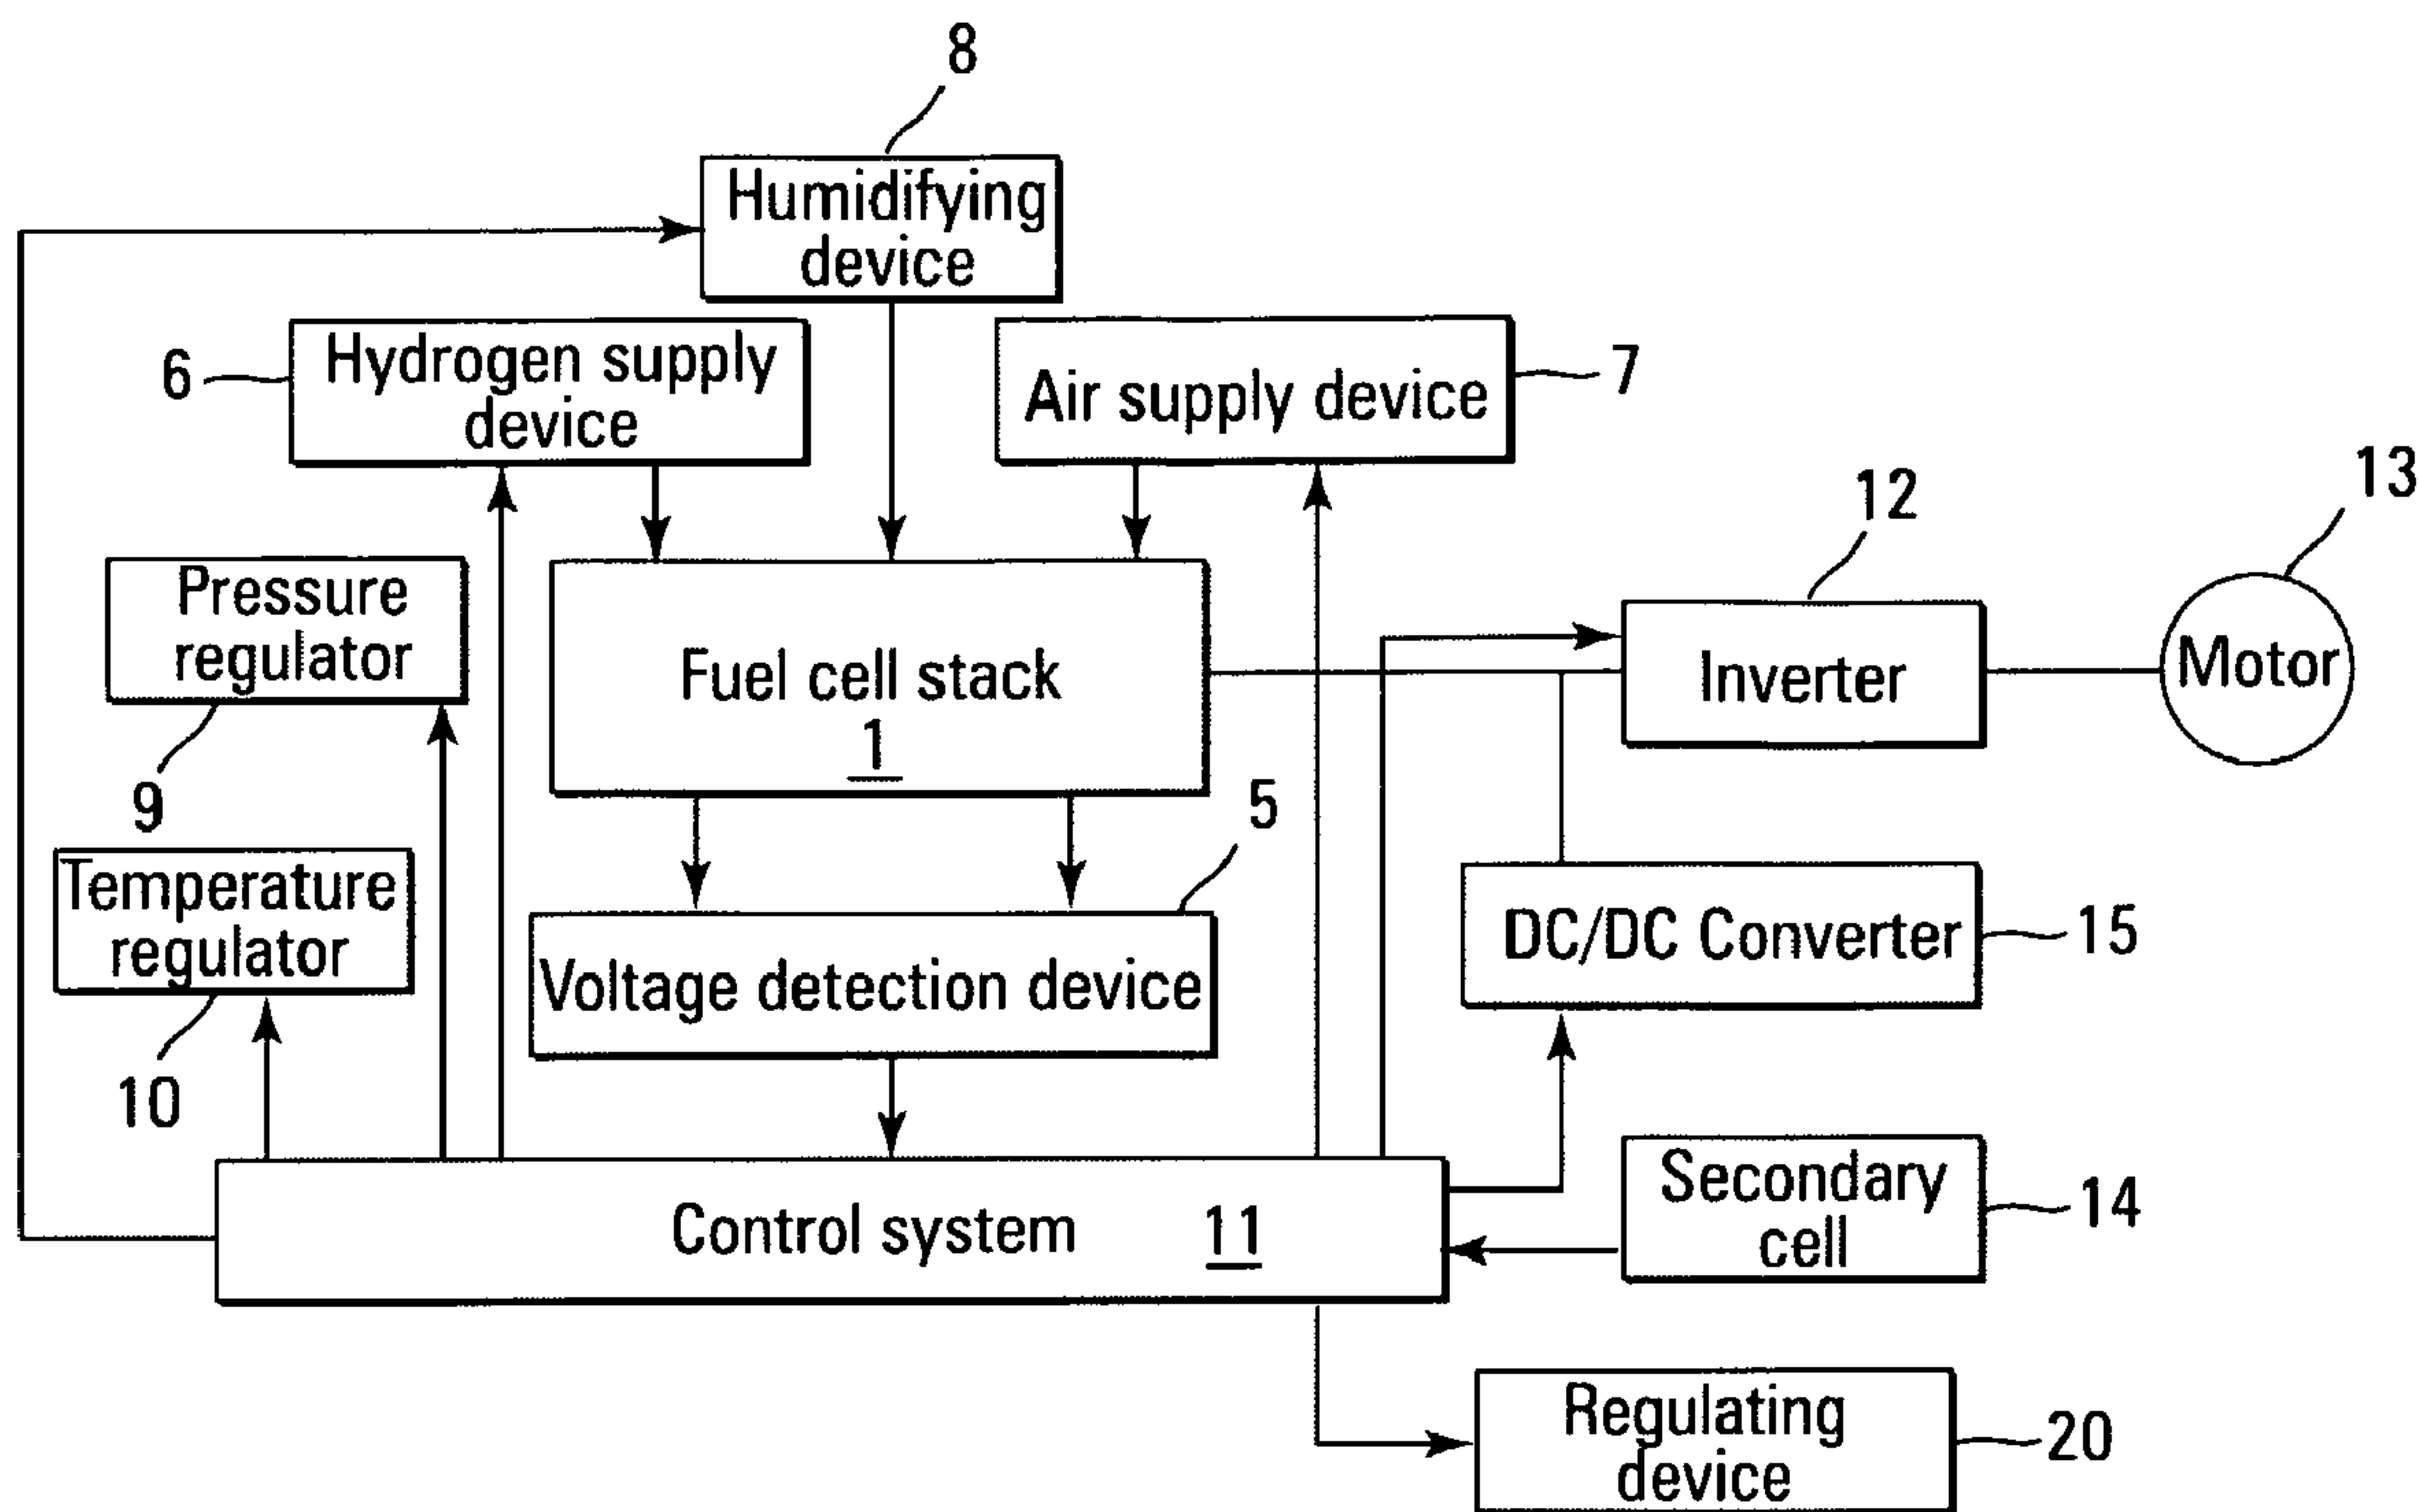 8
Humidifying
device
6
Hydrogen supply
device
Air supply device
7
13
12
Pressure
regulator
9
Fuel cell stack
1
Inverter
Motor
5
Temperature
regulator
10
Voltage detection device
DC/DC Converter
15
Control system 11
Secondary
cell
14
Regulating
device
20